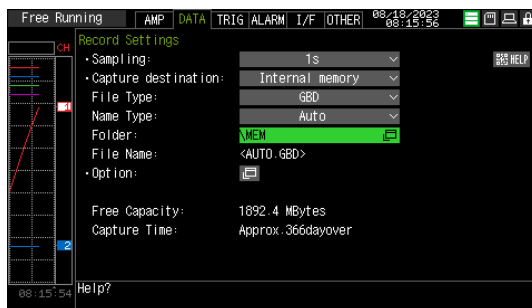 Free Running AMP DATA TRIG ALARM I/F OTHER 08/18/2023 08:15:56
CH Record Settings
•Sampling: 1s HELP
•Capture destination: Internal memory
File Type: GBD
Name Type: Auto
1
Folder: \MEM
File Name: <AUTO.GBD>
•Option:
Free Capacity: 1892.4 MBytes
Capture Time: Approx.366dayover
2
08:15:54 Help?